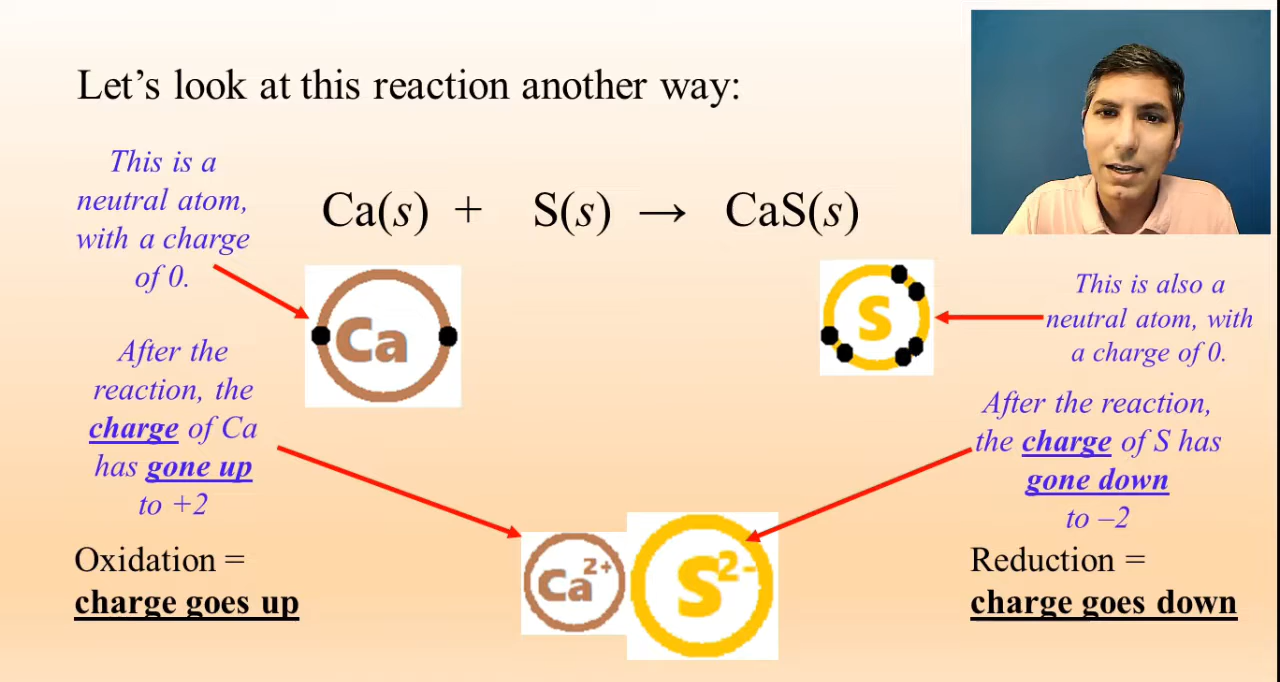 Let’s look at this reaction another way:
This is a
neutral atom,
with a charge
of 0.
Ca(s) + S(s) → CaS(s)
Ca
S
This is also a
neutral atom, with
a charge of 0.
After the
reaction, the
charge of Ca
has gone up
to +2
After the reaction,
the charge of S has
gone down
to –2
Oxidation =
charge goes up
Ca²⁺
S²⁻
Reduction =
charge goes down